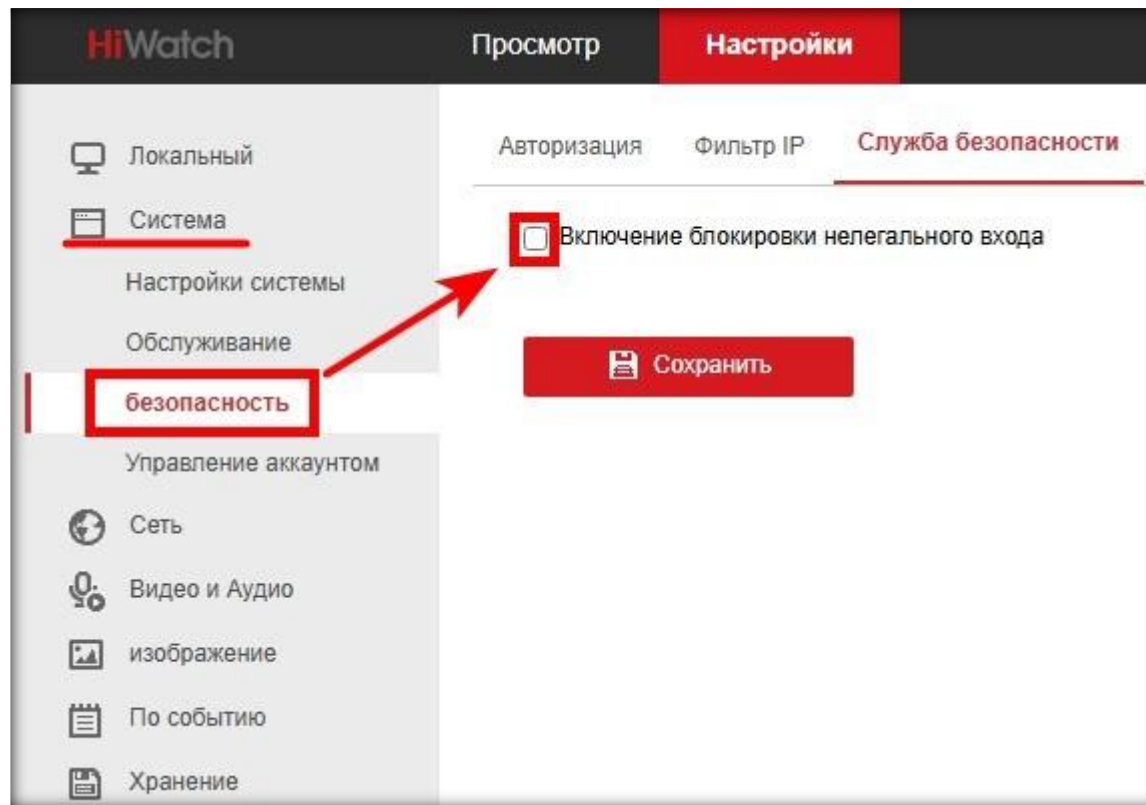 HiWatch
Просмотр
Настройки
Локальный
Система
Настройки системы
Обслуживание
безопасность
Управление аккаунтом
Сеть
Видео и Аудио
изображение
По событию
Хранение
Авторизация
Фильтр IP
Служба безопасности
Включение блокировки нелегального входа
Сохранить